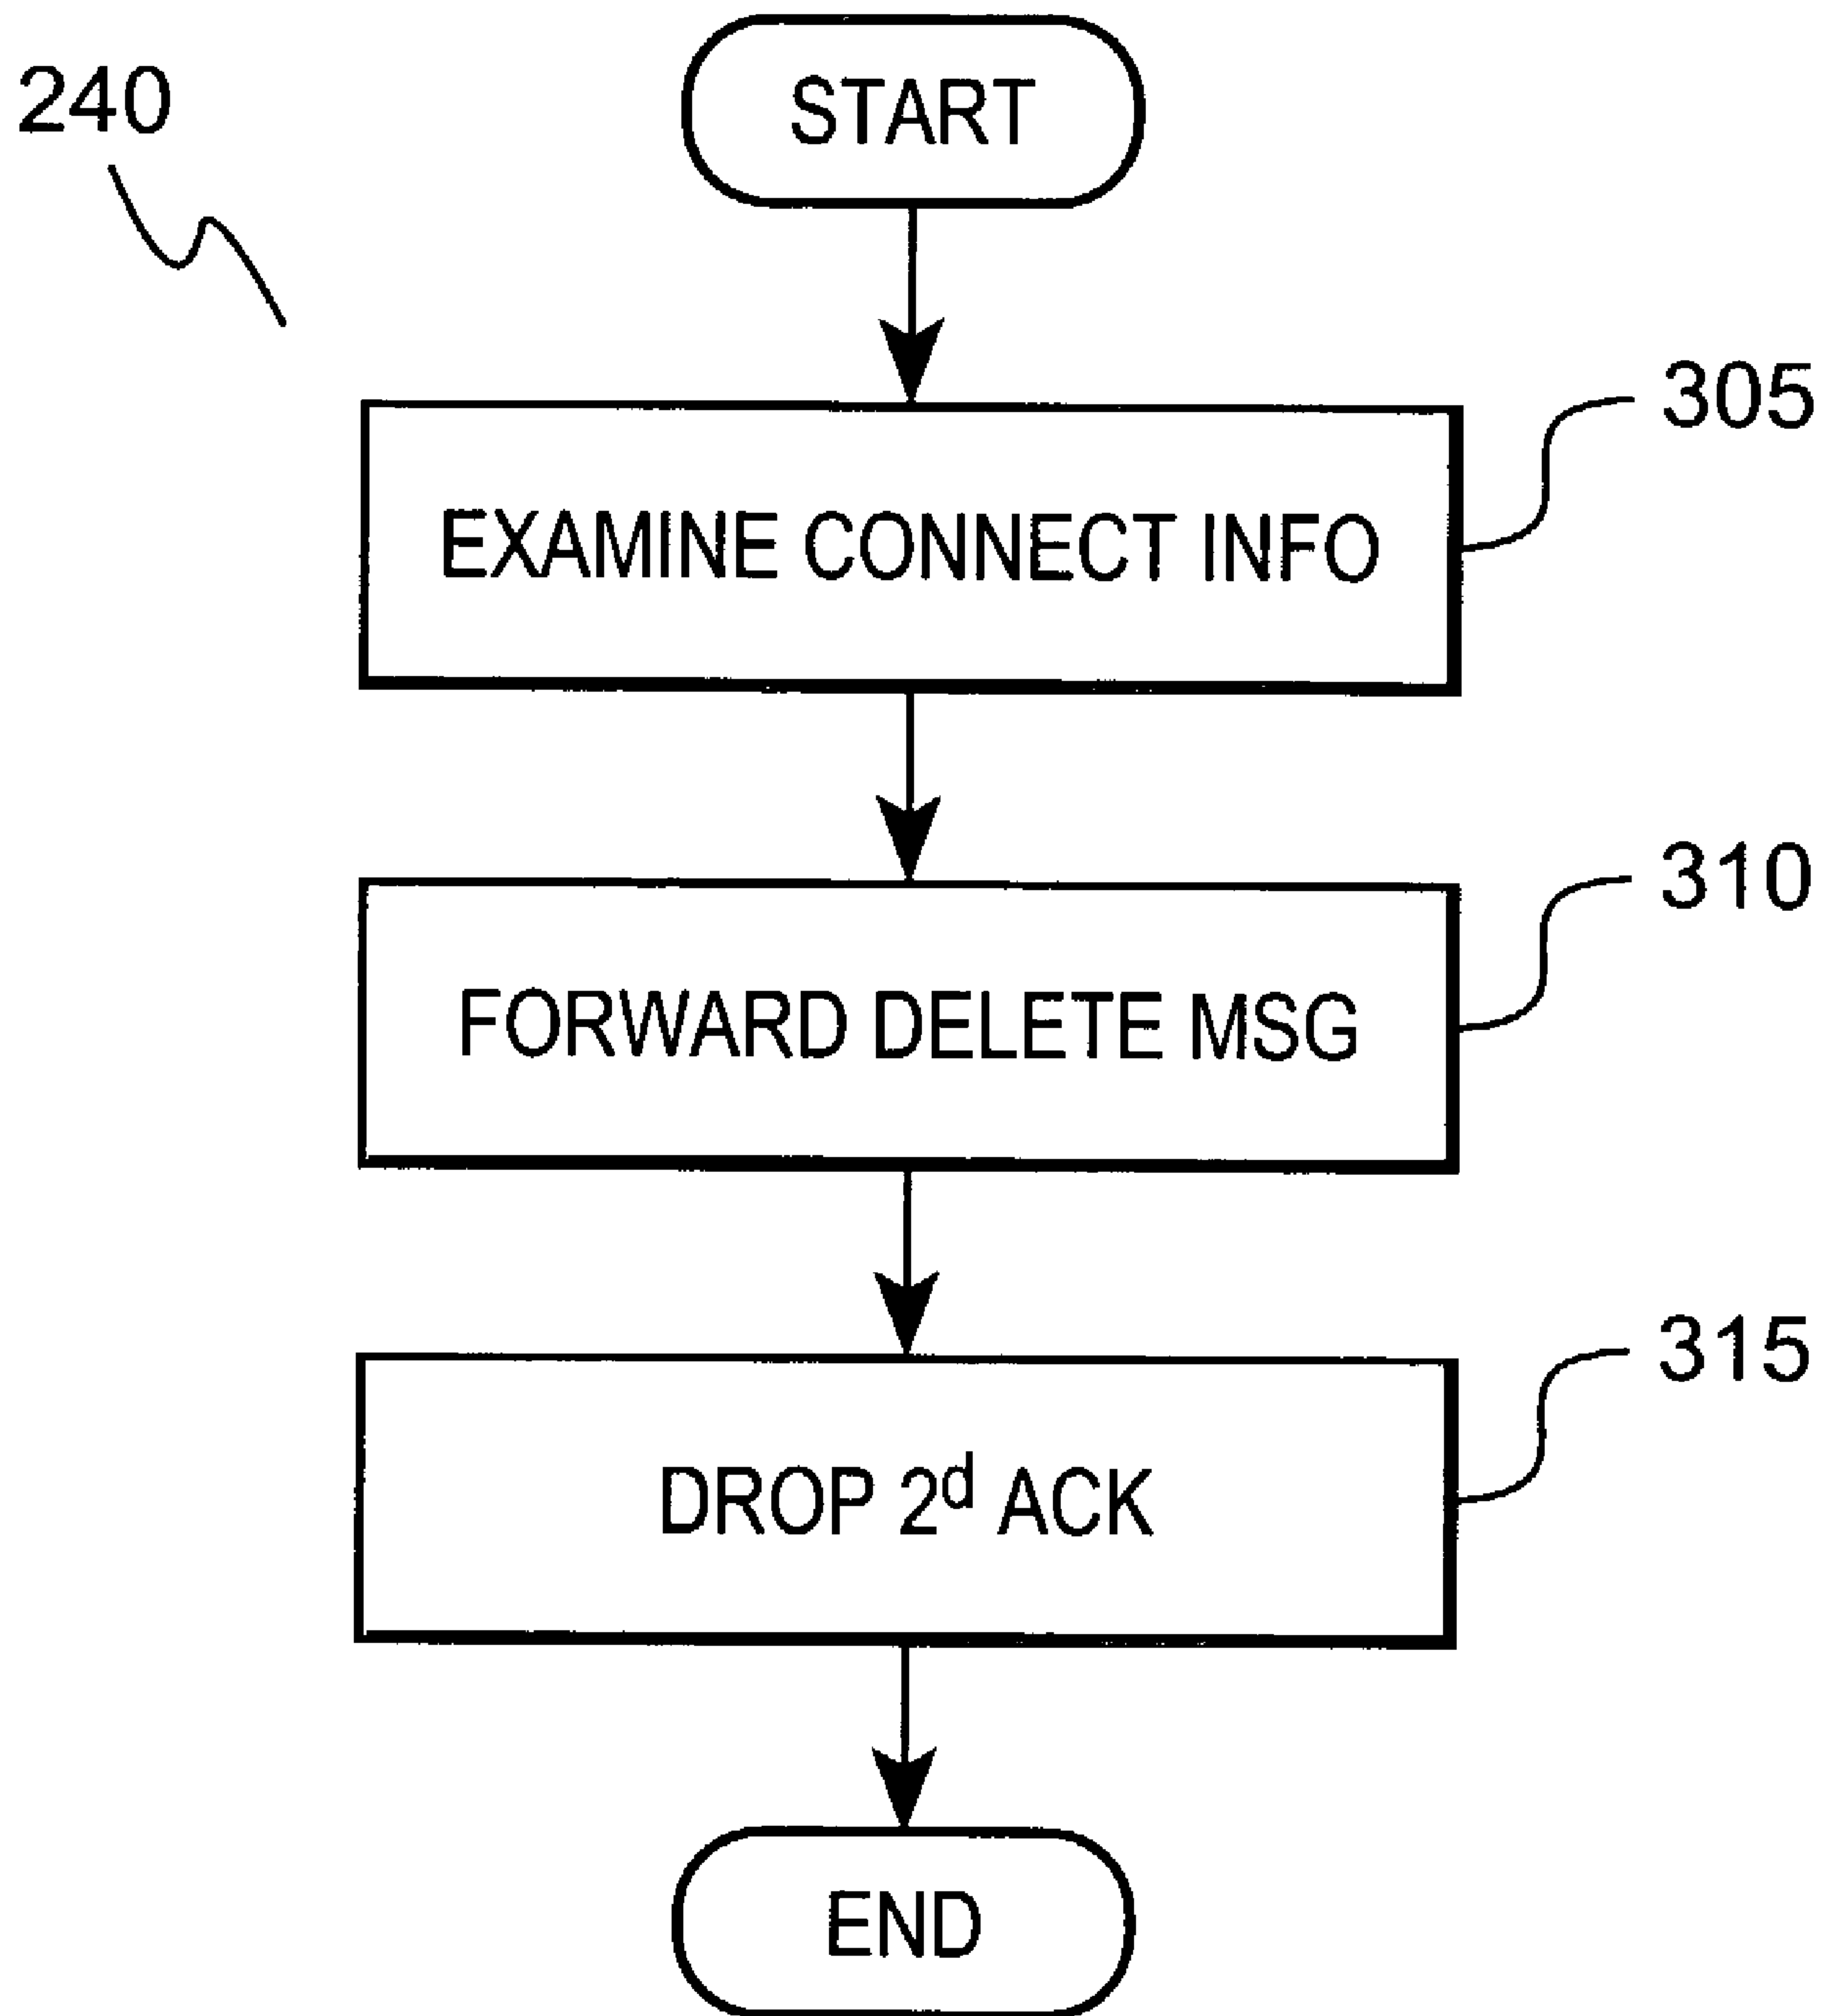 240
START
305
EXAMINE CONNECT INFO
310
FORWARD DELETE MSG
315
DROP 2ᵈ ACK
END